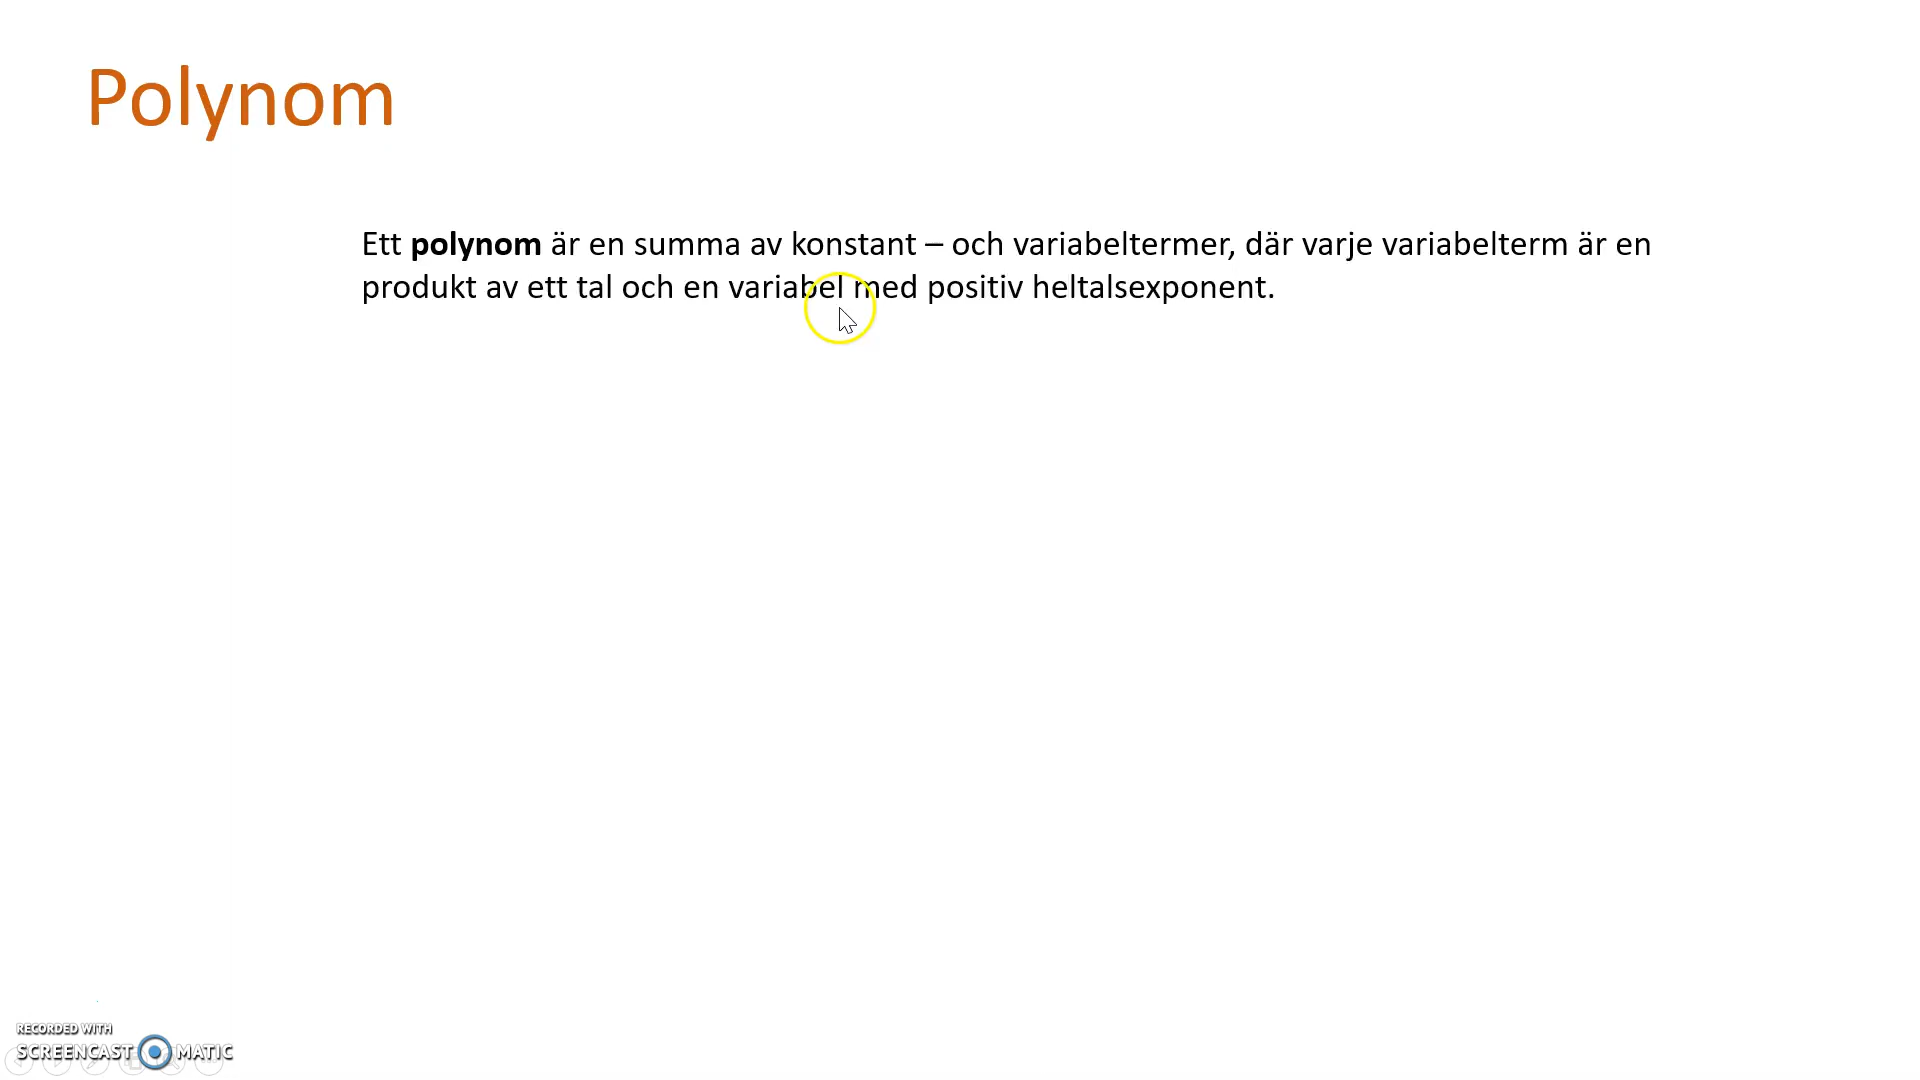 Polynom
Ett polynom är en summa av konstant – och variabeltermer, där varje variabelterm är en
produkt av ett tal och en variabel med positiv heltalsexponent.
RECORDED WITH
SCREENCAST MATIC